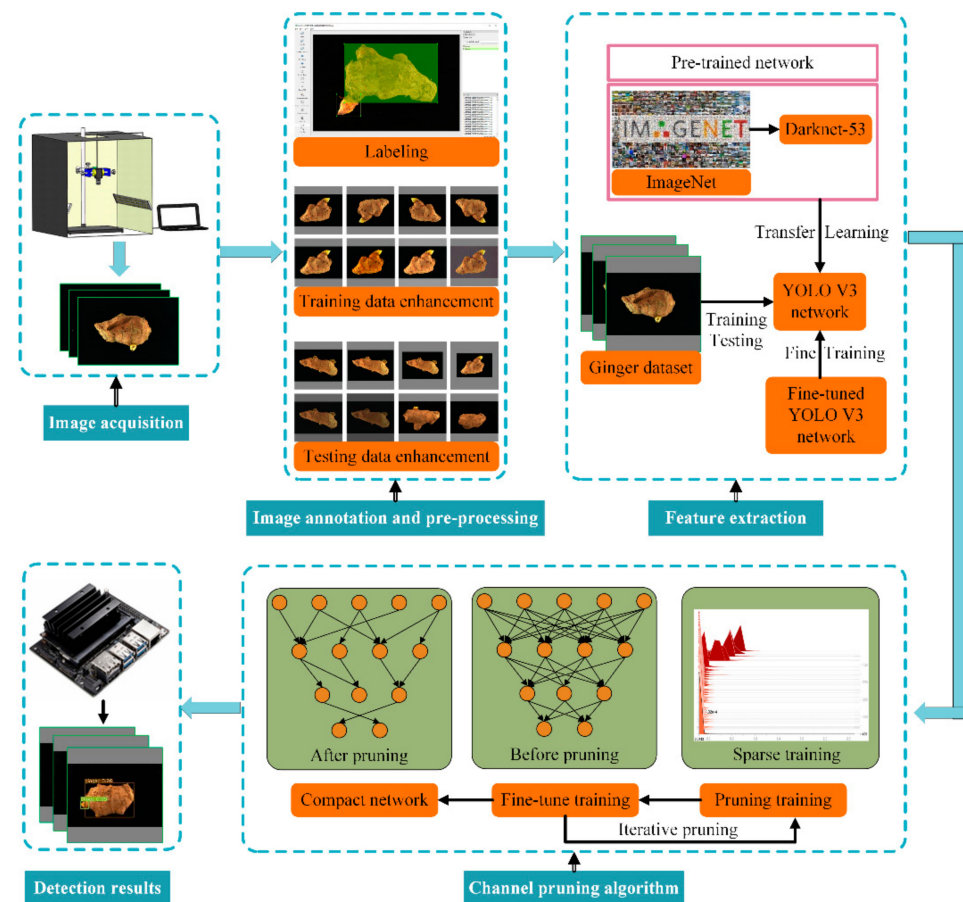 Labeling
Training data enhancement
Testing data enhancement
Image acquisition
Image annotation and pre-processing
Pre-trained network
IMAGENET
Darknet-53
ImageNet
Transfer Learning
YOLO V3
network
Training
Testing
Fine Training
Ginger dataset
Fine-tuned
YOLO V3
network
Feature extraction
After pruning
Before pruning
Sparse training
Compact network
Fine-tune training
Pruning training
Iterative pruning
Detection results
Channel pruning algorithm